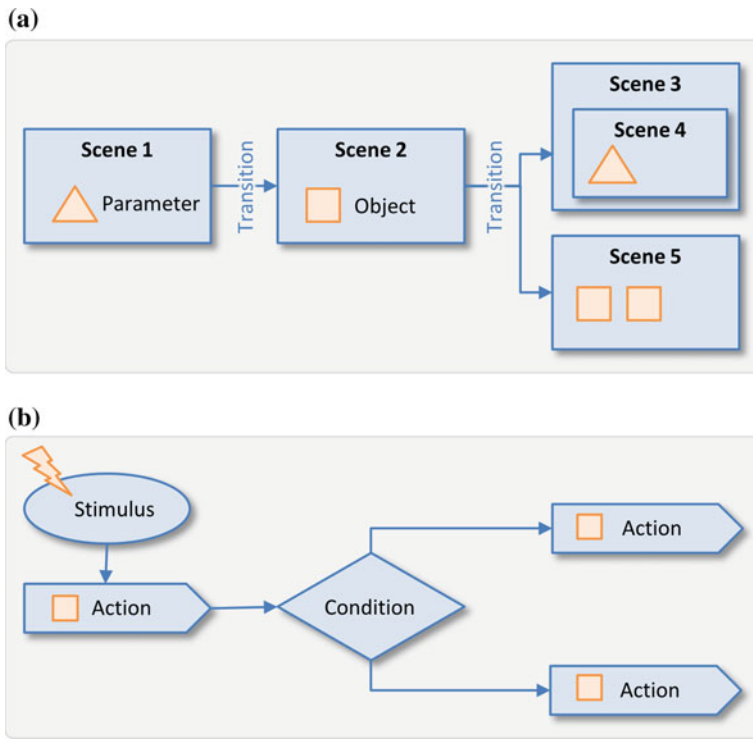 (a)
Scene 1
Parameter
Transition
Scene 2
Object
Transition
Scene 3
Scene 4
Scene 5
(b)
Stimulus
Action
Condition
Action
Action